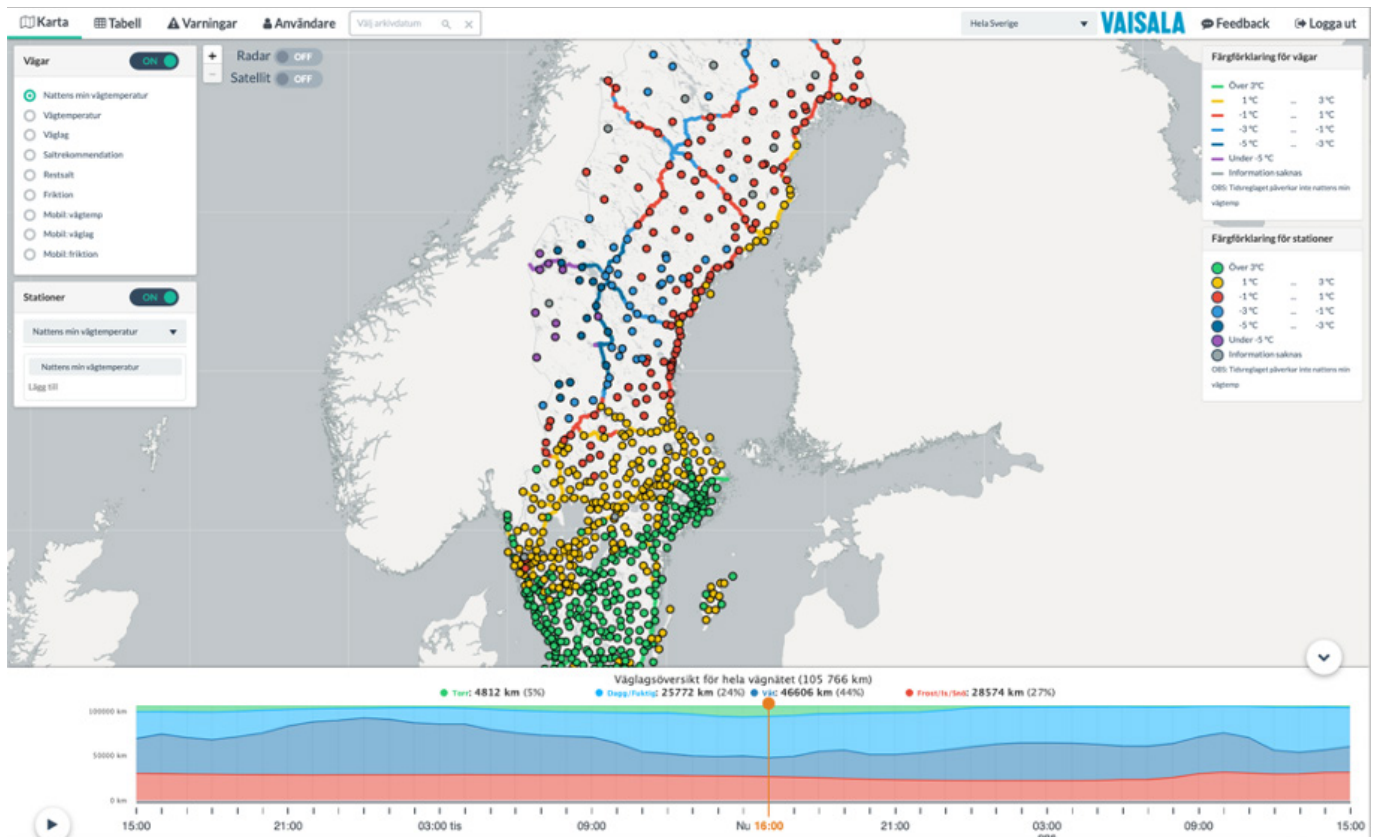 Karta Tabell Varningar Användare Välj arkivdatum Hela Sverige VAISALA Feedback Logga ut
Vägar ON
Nattens min vägtemperatur
Vägtemperatur
Väglag
Saltrekommendation
Restsalt
Friktion
Mobil: vägtemp
Mobil: väglag
Mobil: friktion
Stationer ON
Nattens min vägtemperatur
Nattens min vägtemperatur
Lägg till
+
-
Radar OFF
Satellit OFF
Färgförklaring för vägar
Över 3°C
1 °C ... 3 °C
-1 °C ... 1 °C
-3 °C ... -1 °C
-5 °C ... -3 °C
Under -5 °C
Information saknas
OBS: Tidsreglaget påverkar inte nattens min
vägtemp
Färgförklaring för stationer
Över 3°C
1 °C ... 3 °C
-1 °C ... 1 °C
-3 °C ... -1 °C
-5 °C ... -3 °C
Under -5 °C
Information saknas
OBS: Tidsreglaget påverkar inte nattens min
vägtemp
Väglagsöversikt för hela vägnätet (105 766 km)
Torr: 4812 km (5%) Dagg/Fuktig: 25772 km (24%) Våt: 46606 km (44%) Frost/Is/Snö: 28574 km (27%)
100000 km
50000 km
0 km
15:00 21:00 03:00 tis 09:00 Nu 16:00 21:00 03:00 09:00 15:00